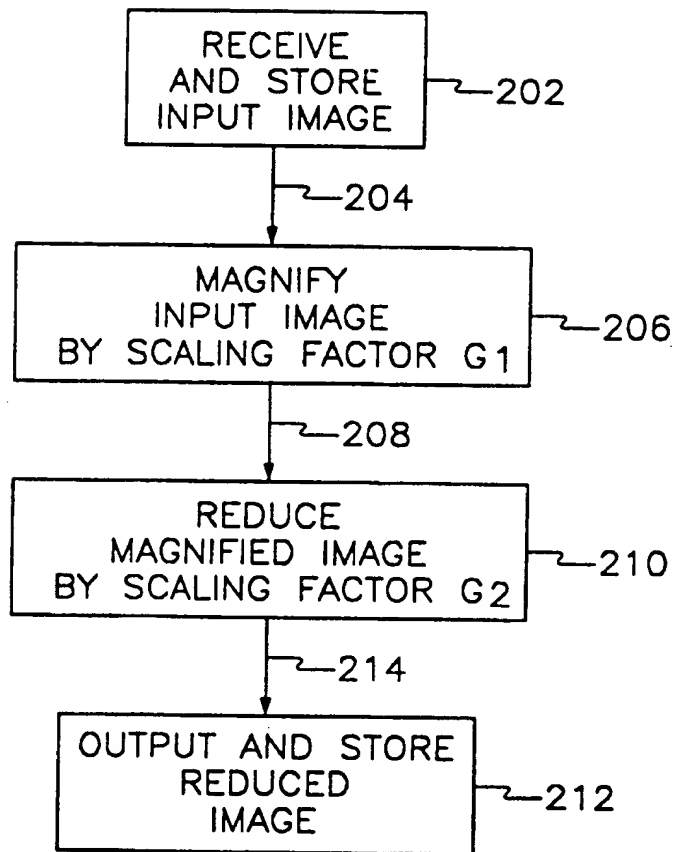 RECEIVE
AND STORE
INPUT IMAGE
202
204
MAGNIFY
INPUT IMAGE
BY SCALING FACTOR G1
206
208
REDUCE
MAGNIFIED IMAGE
BY SCALING FACTOR G2
210
214
OUTPUT AND STORE
REDUCED
IMAGE
212